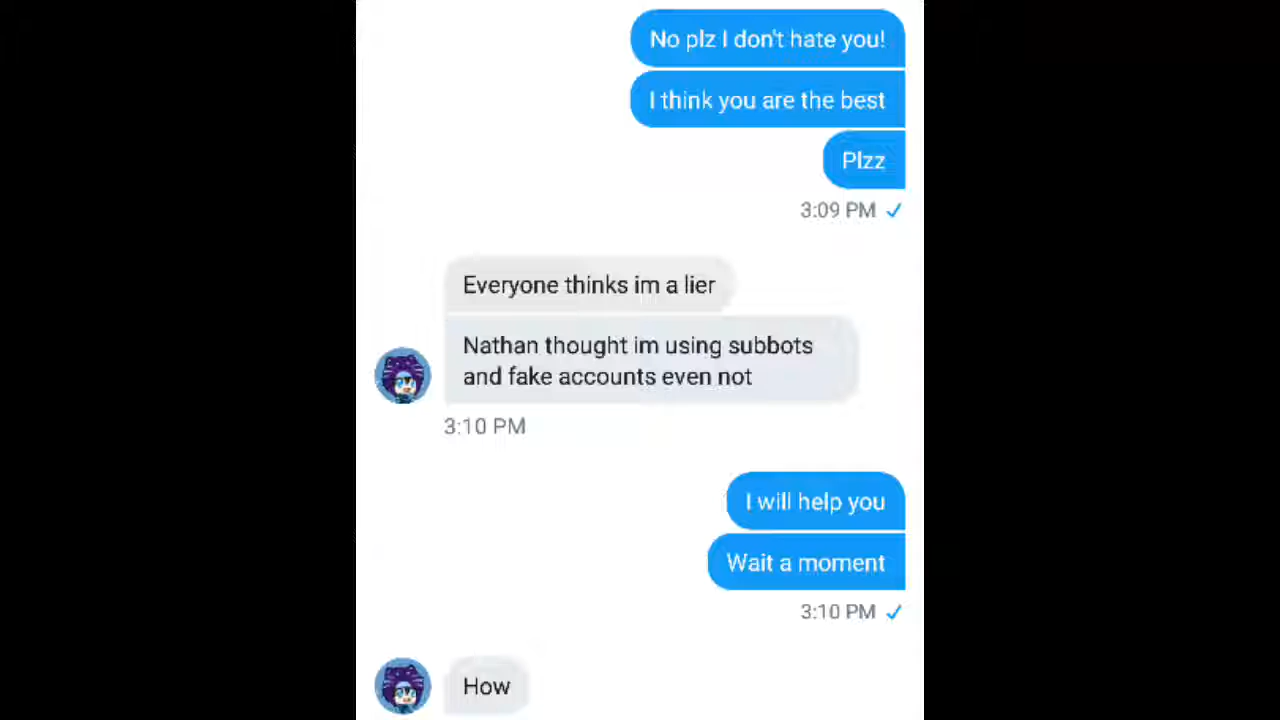 No plz I don't hate you!
I think you are the best
Plzz
3:09 PM
Everyone thinks im a lier
Nathan thought im using subbots
and fake accounts even not
3:10 PM
I will help you
Wait a moment
3:10 PM
How